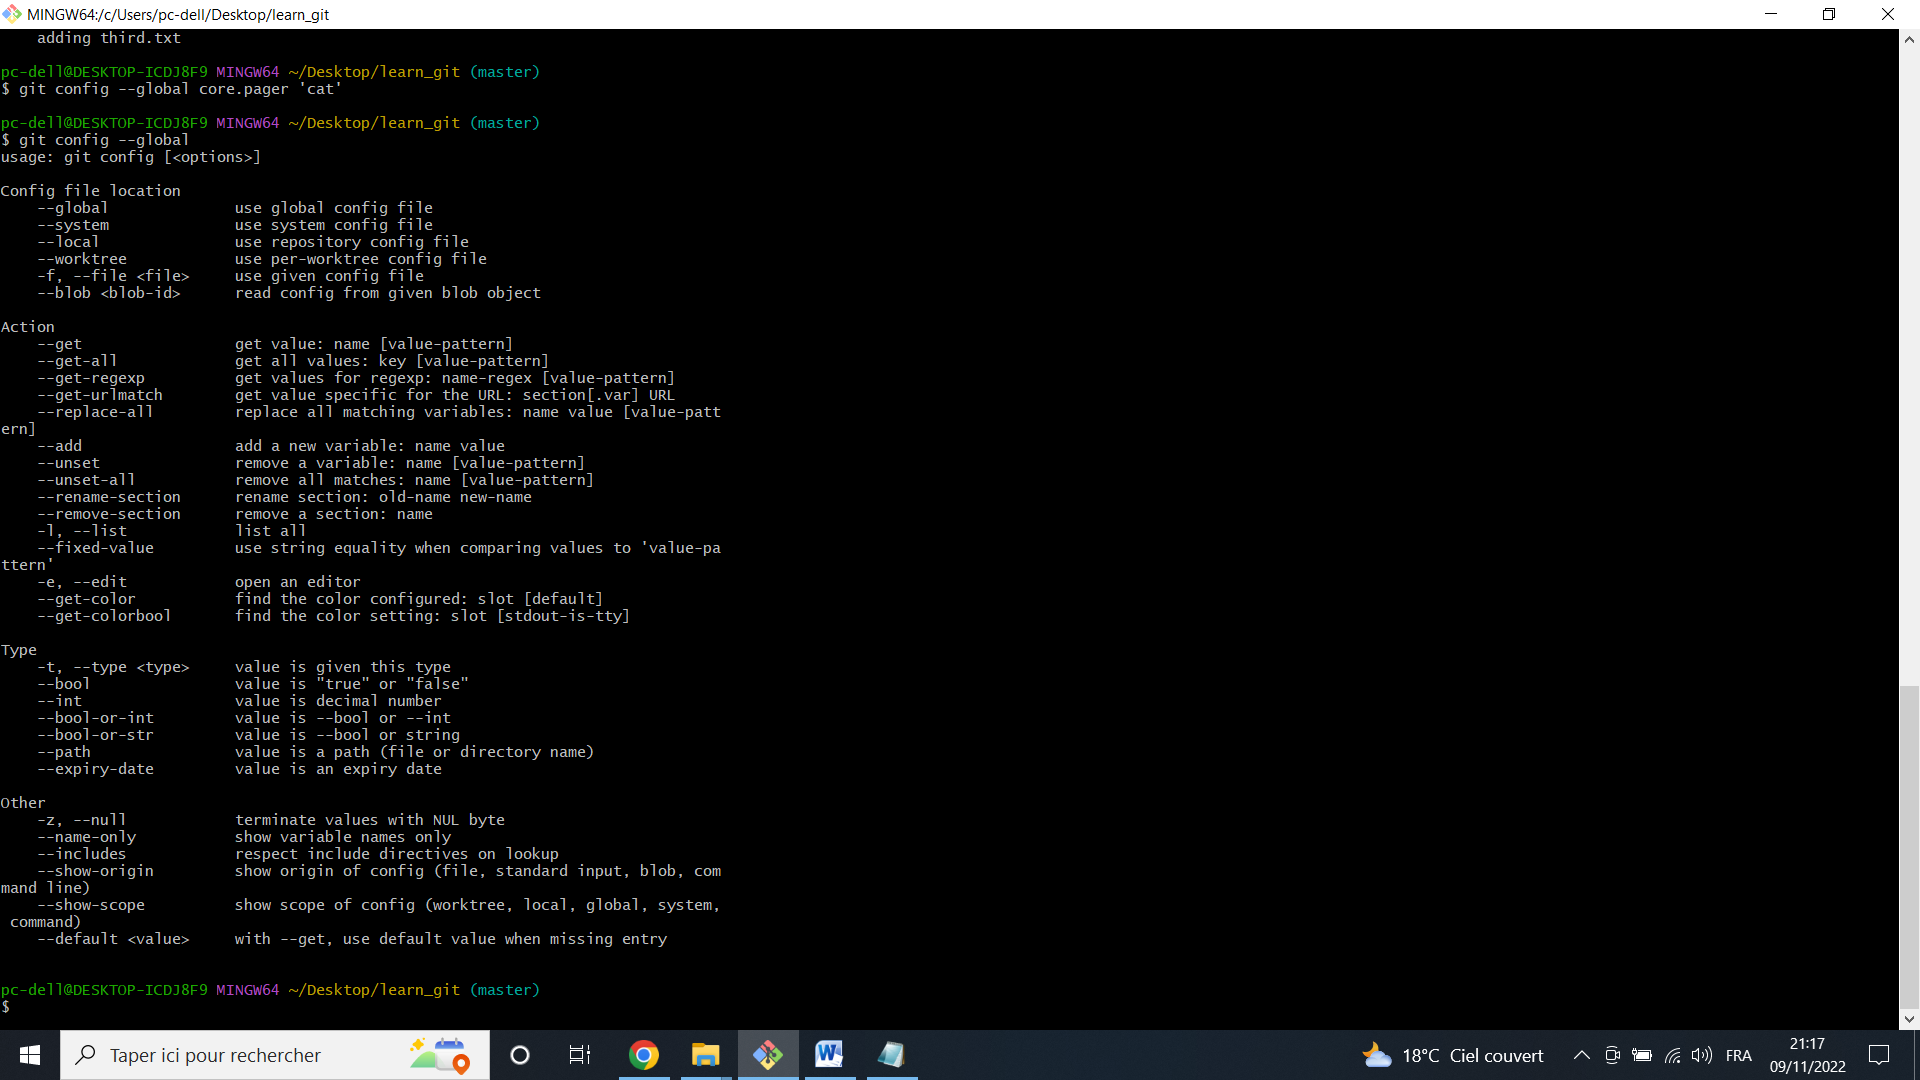 MINGW64:/c/Users/pc-dell/Desktop/learn_git
    adding third.txt
pc-dell@DESKTOP-ICDJ8F9 MINGW64 ~/Desktop/learn_git (master)
$ git config --global core.pager 'cat'
pc-dell@DESKTOP-ICDJ8F9 MINGW64 ~/Desktop/learn_git (master)
$ git config --global
usage: git config [<options>]
Config file location
    --global              use global config file
    --system              use system config file
    --local               use repository config file
    --worktree            use per-worktree config file
    -f, --file <file>     use given config file
    --blob <blob-id>      read config from given blob object
Action
    --get                 get value: name [value-pattern]
    --get-all             get all values: key [value-pattern]
    --get-regexp          get values for regexp: name-regex [value-pattern]
    --get-urlmatch        get value specific for the URL: section[.var] URL
    --replace-all         replace all matching variables: name value [value-patt
ern]
    --add                 add a new variable: name value
    --unset               remove a variable: name [value-pattern]
    --unset-all           remove all matches: name [value-pattern]
    --rename-section      rename section: old-name new-name
    --remove-section      remove a section: name
    -l, --list            list all
    --fixed-value         use string equality when comparing values to 'value-pa
ttern'
    -e, --edit            open an editor
    --get-color           find the color configured: slot [default]
    --get-colorbool       find the color setting: slot [stdout-is-tty]
Type
    -t, --type <type>     value is given this type
    --bool                value is "true" or "false"
    --int                 value is decimal number
    --bool-or-int         value is --bool or --int
    --bool-or-str         value is --bool or string
    --path                value is a path (file or directory name)
    --expiry-date         value is an expiry date
Other
    -z, --null            terminate values with NUL byte
    --name-only           show variable names only
    --includes            respect include directives on lookup
    --show-origin         show origin of config (file, standard input, blob, com
mand line)
    --show-scope          show scope of config (worktree, local, global, system,
 command)
    --default <value>     with --get, use default value when missing entry
pc-dell@DESKTOP-ICDJ8F9 MINGW64 ~/Desktop/learn_git (master)
$
Taper ici pour rechercher
18°C Ciel couvert
FRA
21:17
09/11/2022